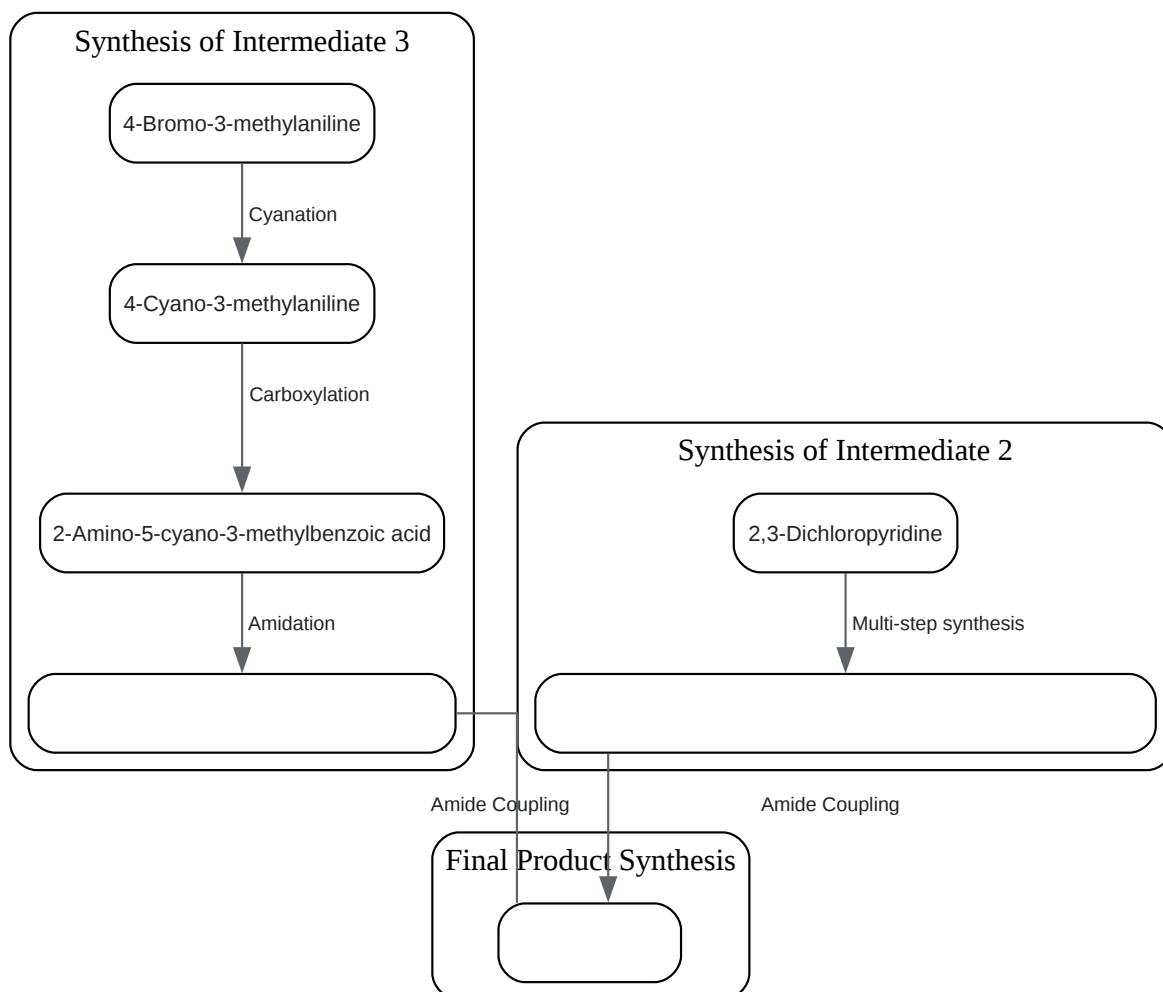 Synthesis of Intermediate 3
4-Bromo-3-methylaniline
Cyanation
4-Cyano-3-methylaniline
Carboxylation
2-Amino-5-cyano-3-methylbenzoic acid
Amidation
Synthesis of Intermediate 2
2,3-Dichloropyridine
Multi-step synthesis
Amide Coupling
Amide Coupling
Final Product Synthesis